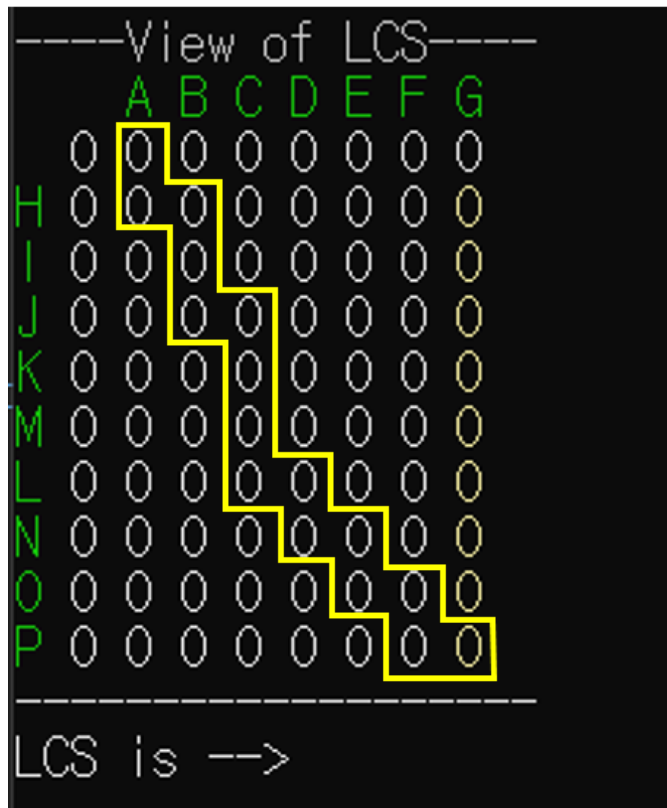 ----View of LCS----
A B C D E F G
0 0 0 0 0 0 0 0
H 0 0 0 0 0 0 0 0
I 0 0 0 0 0 0 0 0
J 0 0 0 0 0 0 0 0
K 0 0 0 0 0 0 0 0
M 0 0 0 0 0 0 0 0
L 0 0 0 0 0 0 0 0
N 0 0 0 0 0 0 0 0
O 0 0 0 0 0 0 0 0
P 0 0 0 0 0 0 0 0
-------------------
LCS is -->